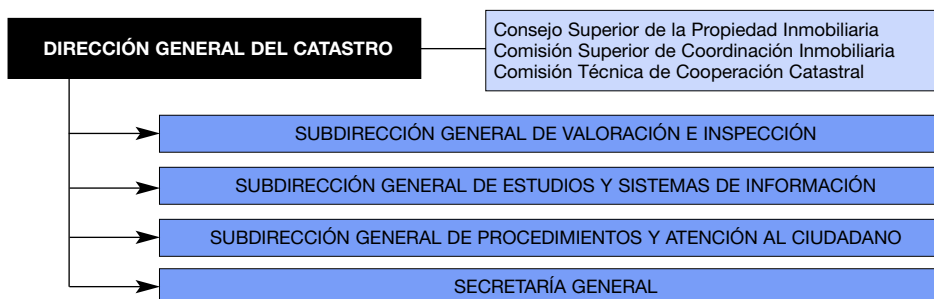 DIRECCIÓN GENERAL DEL CATASTRO
Consejo Superior de la Propiedad Inmobiliaria
Comisión Superior de Coordinación Inmobiliaria
Comisión Técnica de Cooperación Catastral
SUBDIRECCIÓN GENERAL DE VALORACIÓN E INSPECCIÓN
SUBDIRECCIÓN GENERAL DE ESTUDIOS Y SISTEMAS DE INFORMACIÓN
SUBDIRECCIÓN GENERAL DE PROCEDIMIENTOS Y ATENCIÓN AL CIUDADANO
SECRETARÍA GENERAL